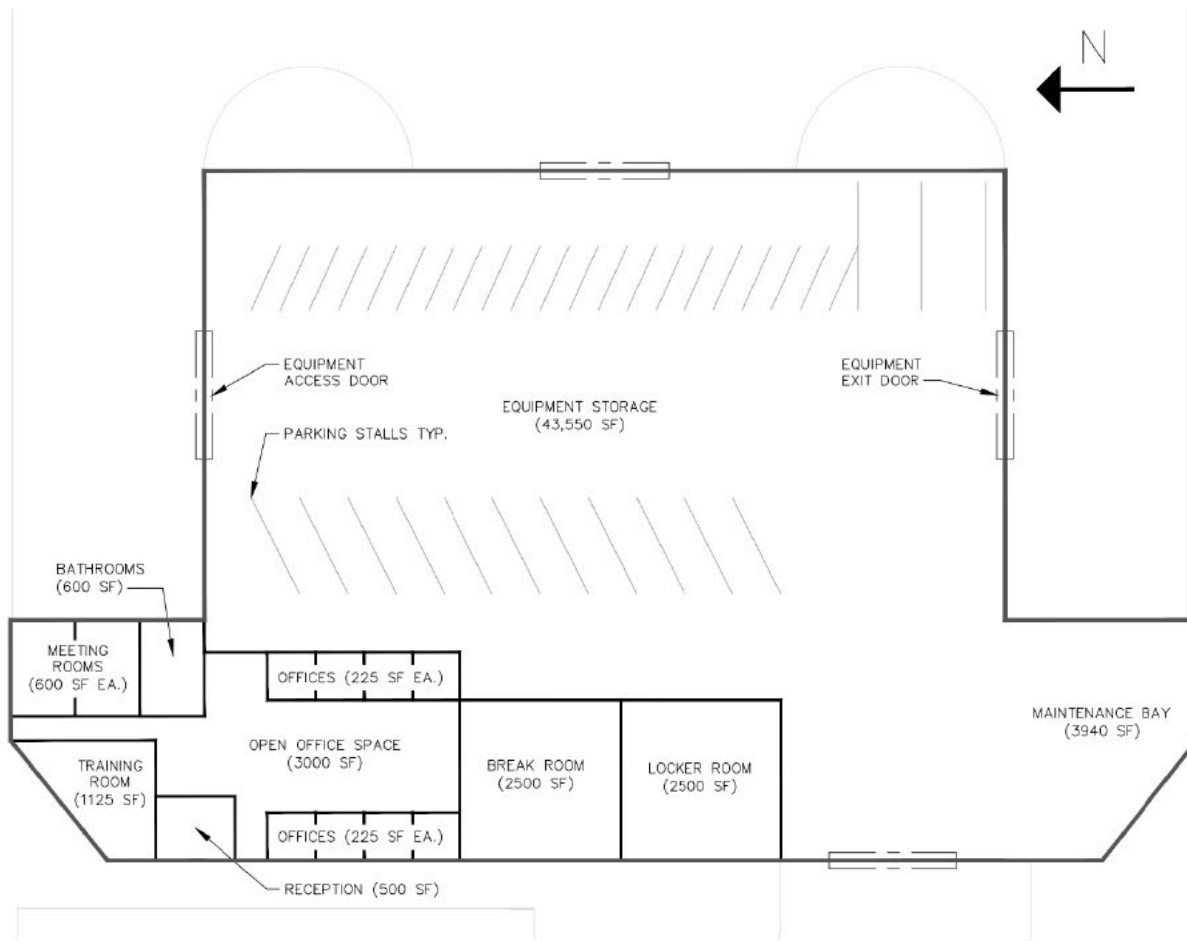 N
EQUIPMENT
ACCESS DOOR
EQUIPMENT
EXIT DOOR
EQUIPMENT STORAGE
(43,550 SF)
PARKING STALLS TYP.
BATHROOMS
(600 SF)
MEETING
ROOMS
(600 SF EA.)
OFFICES (225 SF EA.)
OPEN OFFICE SPACE
(3000 SF)
TRAINING
ROOM
(1125 SF)
BREAK ROOM
(2500 SF)
LOCKER ROOM
(2500 SF)
MAINTENANCE BAY
(3940 SF)
OFFICES (225 SF EA.)
RECEPTION (500 SF)